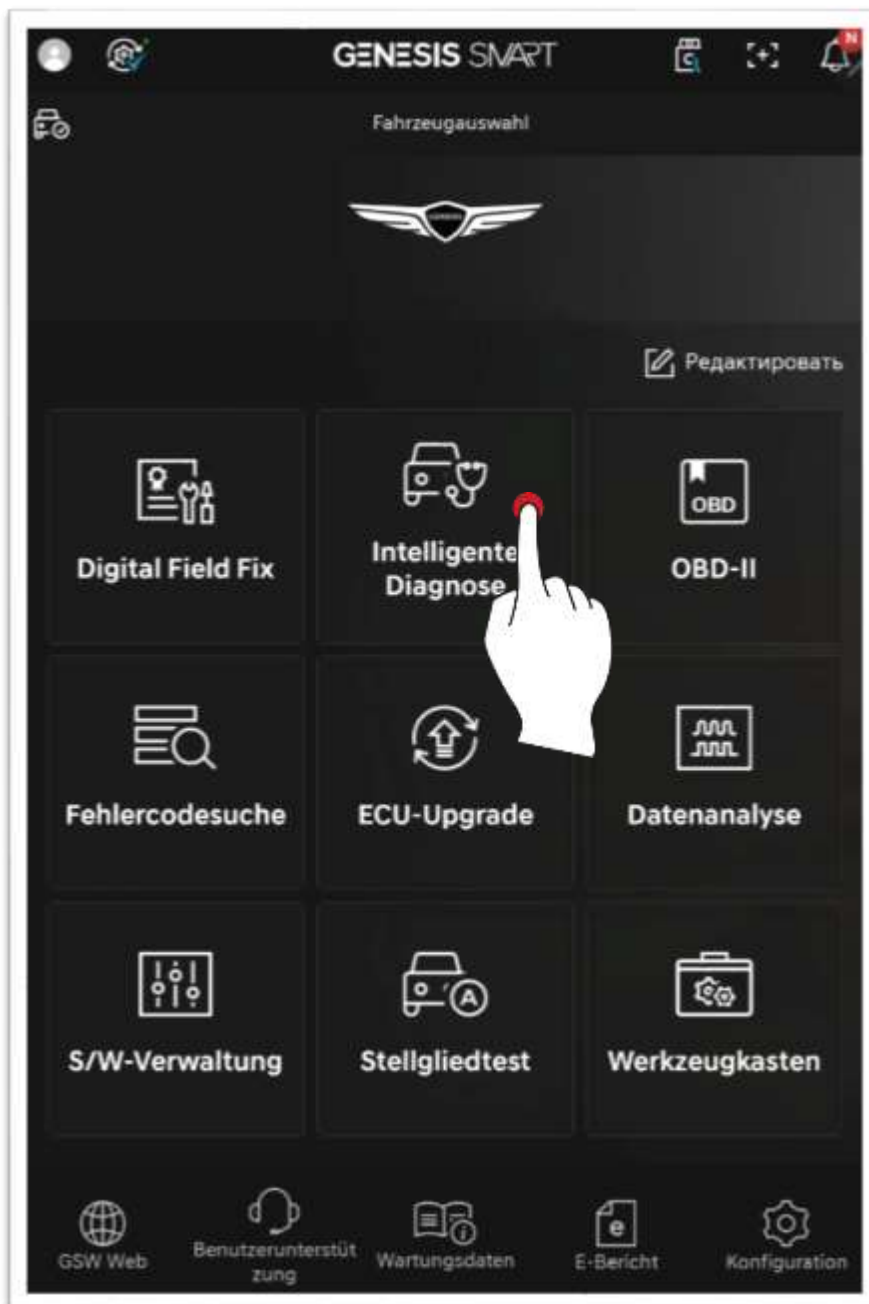 GENESIS SMART
N
Fahrzeugauswahl
GENESIS
Редактировать
Digital Field Fix
Intelligente
Diagnose
OBD
OBD-II
Fehlercodesuche
ECU-Upgrade
Datenanalyse
S/W-Verwaltung
A
Stellgliedtest
Werkzeugkasten
GSW Web
Benutzerunterstüt
zung
Wartungsdaten
e
E-Bericht
Konfiguration